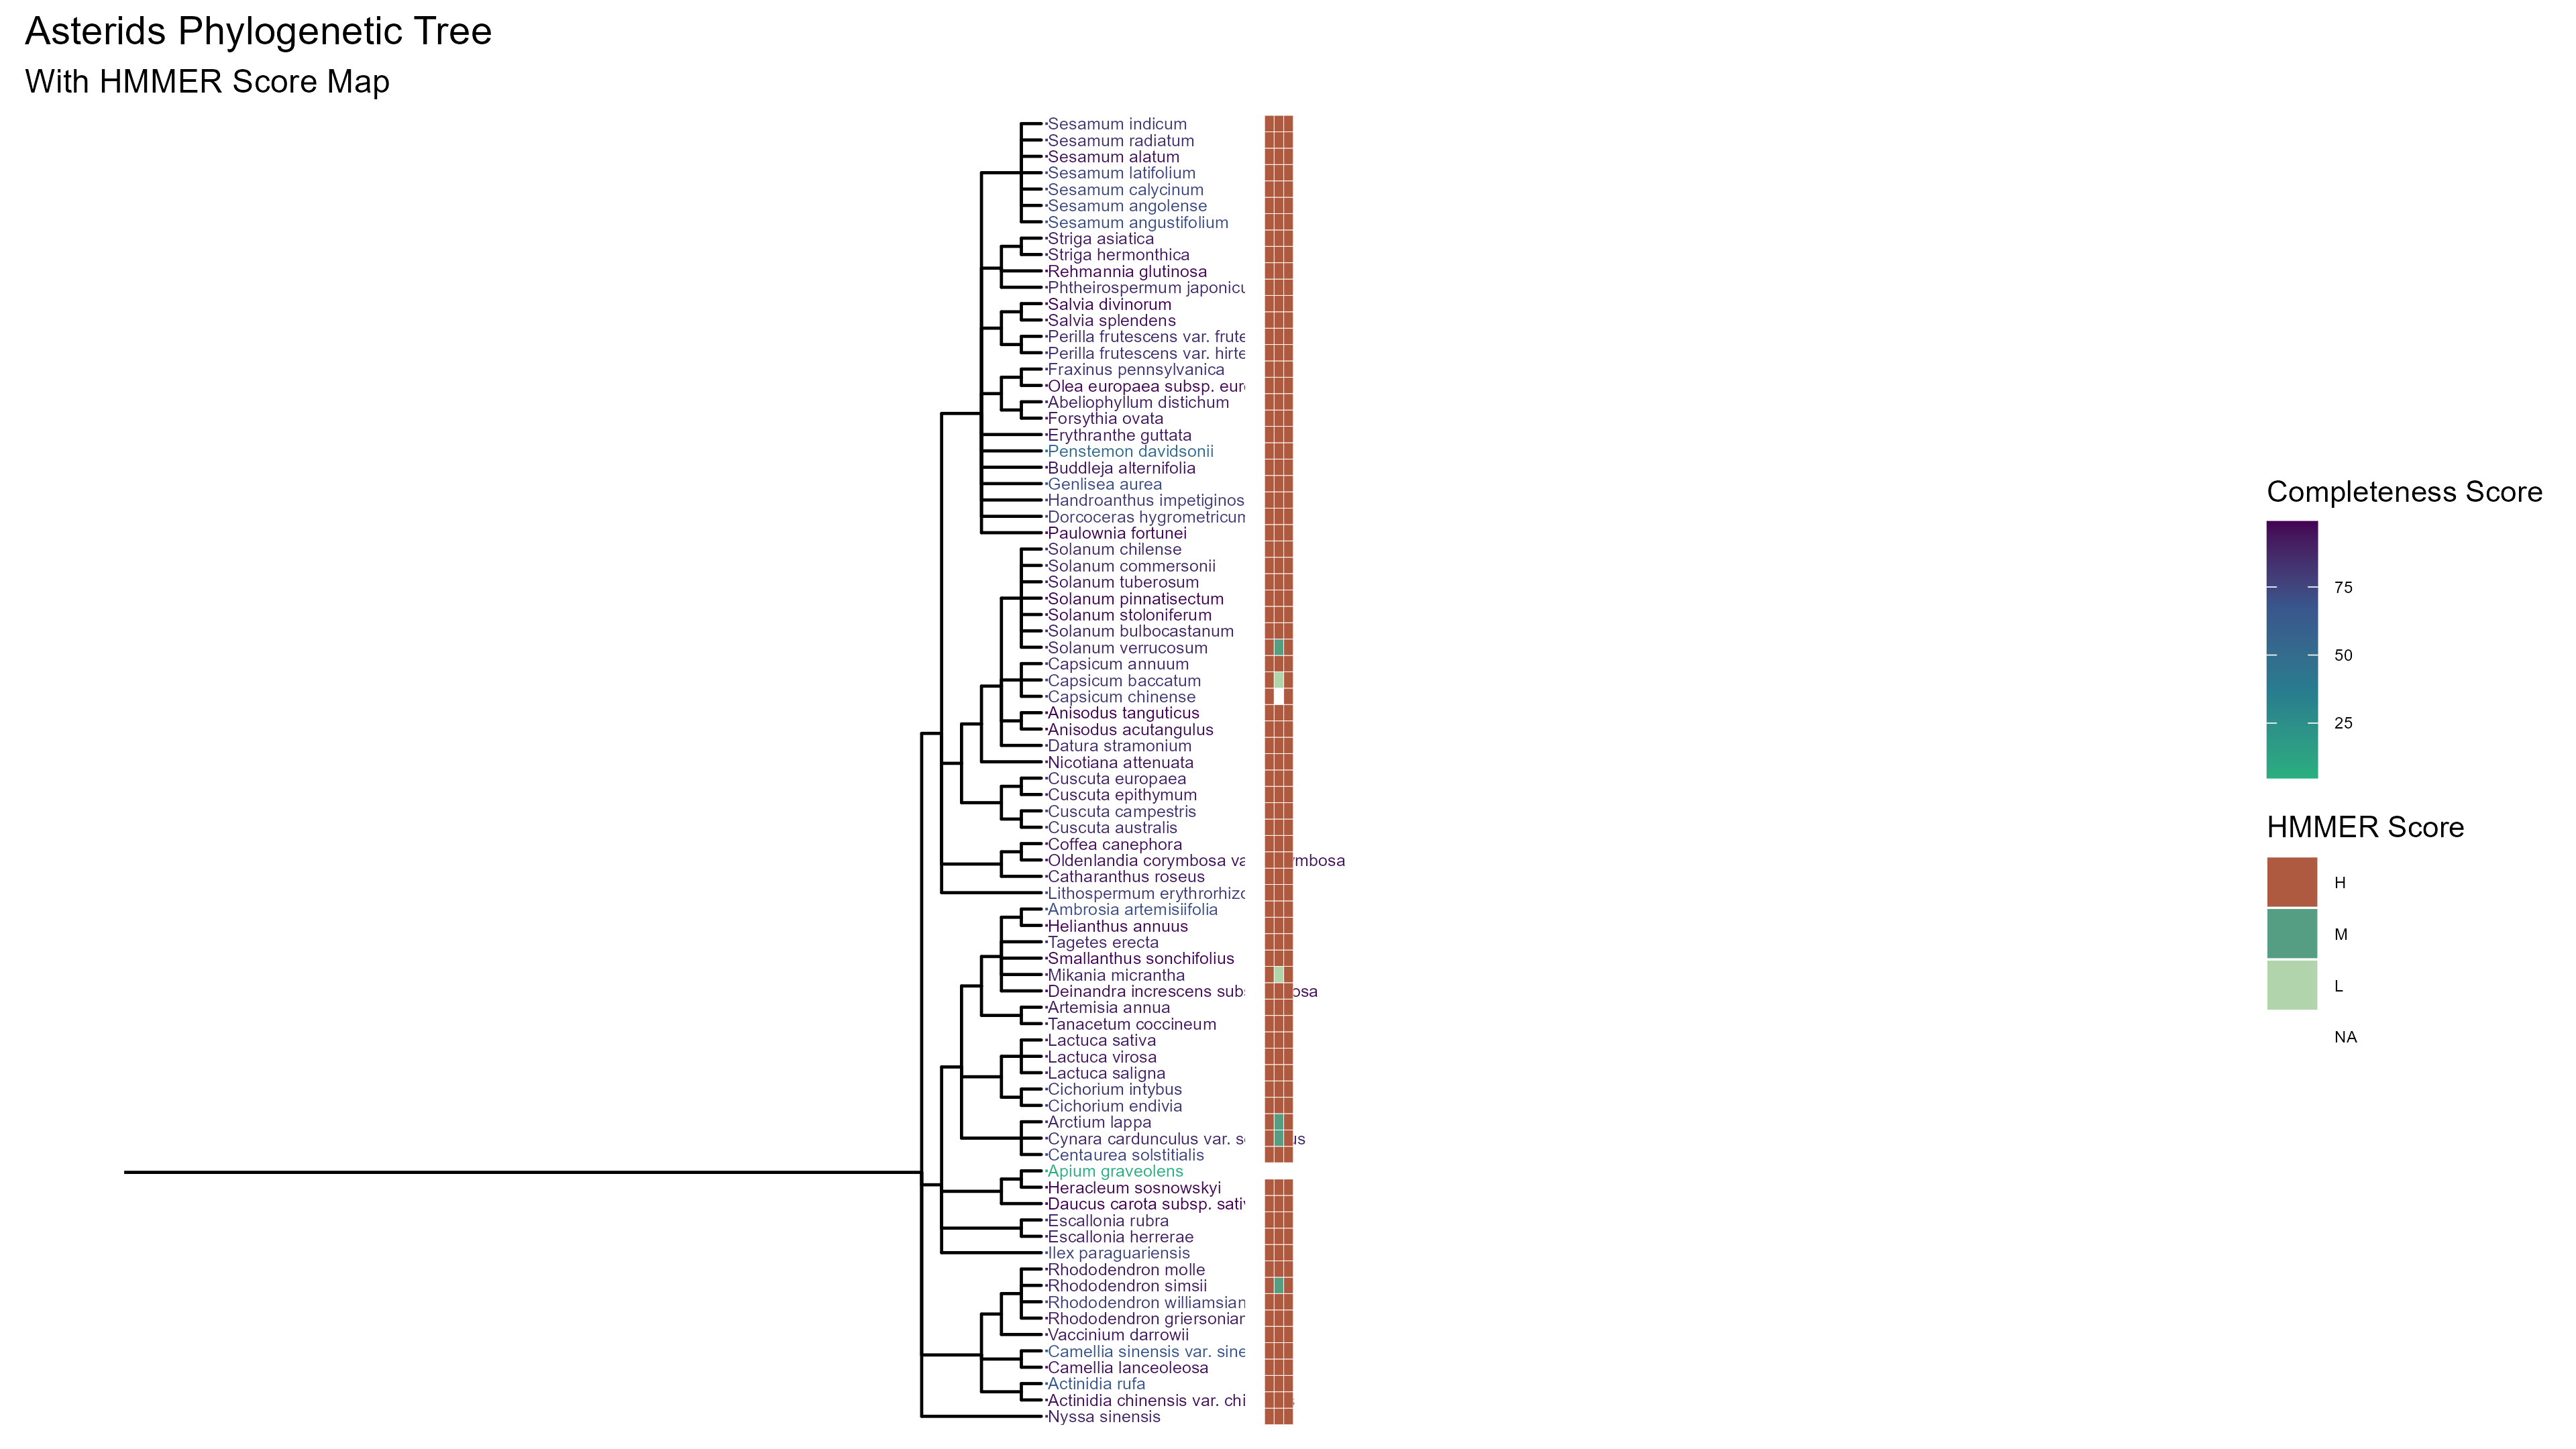 Asterids Phylogenetic Tree
With HMMER Score Map
Sesamum indicum
Sesamum radiatum
Sesamum alatum
Sesamum latifolium
Sesamum calycinum
Sesamum angolense
Sesamum angustifolium
Striga asiatica
Striga hermonthica
Rehmannia glutinosa
Phtheirospermum japonicu
Salvia divinorum
Salvia splendens
Perilla frutescens var. frute
Perilla frutescens var. hirte
Fraxinus pennsylvanica
Olea europaea subsp. eur
Abeliophyllum distichum
Forsythia ovata
Erythranthe guttata
Penstemon davidsonii
Buddleja alternifolia
Genlisea aurea
Handroanthus impetiginos
Dorcoceras hygrometricum
Paulownia fortunei
Solanum chilense
Solanum commersonii
Solanum tuberosum
Solanum pinnatisectum
Solanum stoloniferum
Solanum bulbocastanum
Solanum verrucosum
Capsicum annuum
Capsicum baccatum
Capsicum chinense
Anisodus tanguticus
Anisodus acutangulus
Datura stramonium
Nicotiana attenuata
Cuscuta europaea
Cuscuta epithymum
Cuscuta campestris
Cuscuta australis
Coffea canephora
Oldenlandia corymbosa va mbosa
Catharanthus roseus
Lithospermum erythrorhizo
Ambrosia artemisiifolia
Helianthus annuus
Tagetes erecta
Smallanthus sonchifolius
Mikania micrantha
Deinandra increscens sub osa
Artemisia annua
Tanacetum coccineum
Lactuca sativa
Lactuca virosa
Lactuca saligna
Cichorium intybus
Cichorium endivia
Arctium lappa
Cynara cardunculus var. s us
Centaurea solstitialis
Apium graveolens
Heracleum sosnowskyi
Daucus carota subsp. sativ
Escallonia rubra
Escallonia herrerae
Ilex paraguariensis
Rhododendron molle
Rhododendron simsii
Rhododendron williamsian
Rhododendron griersonian
Vaccinium darrowii
Camellia sinensis var. sine
Camellia lanceoleosa
Actinidia rufa
Actinidia chinensis var. chi s
Nyssa sinensis
Completeness Score
75
50
25
HMMER Score
H
M
L
NA